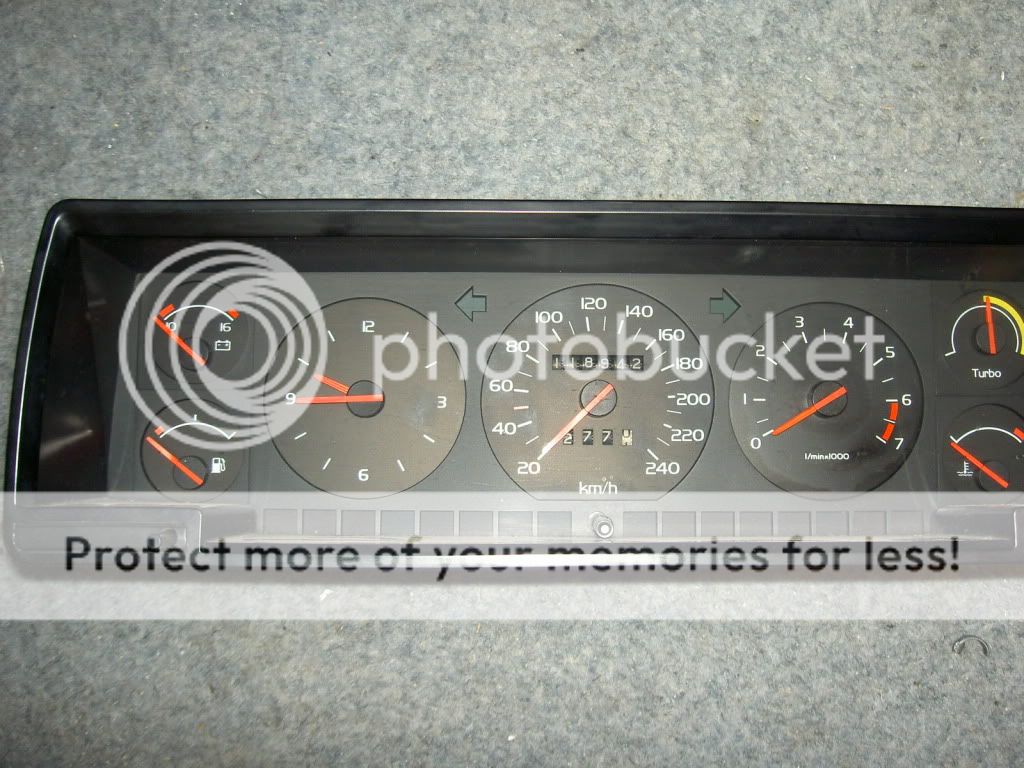 10 16
12
3
6
9
20 40 60 80 100 120 140 160 180 200 220 240
km/h
277
0 1 2 3 4 5 6 7
1/min×1000
Turbo
photobucket
Protect more of your memories for less!